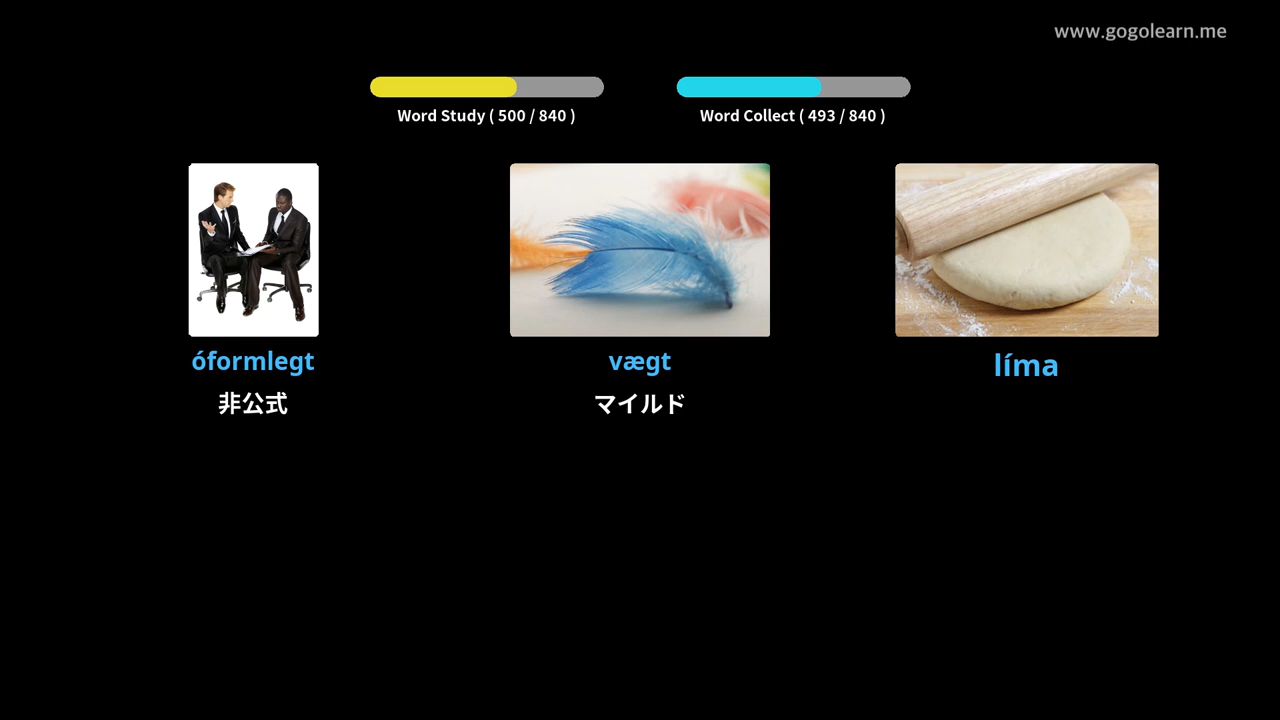 www.gogolearn.me
Word Study ( 500 / 840 )
Word Collect ( 493 / 840 )
óformlegt
非公式
vægt
マイルド
líma